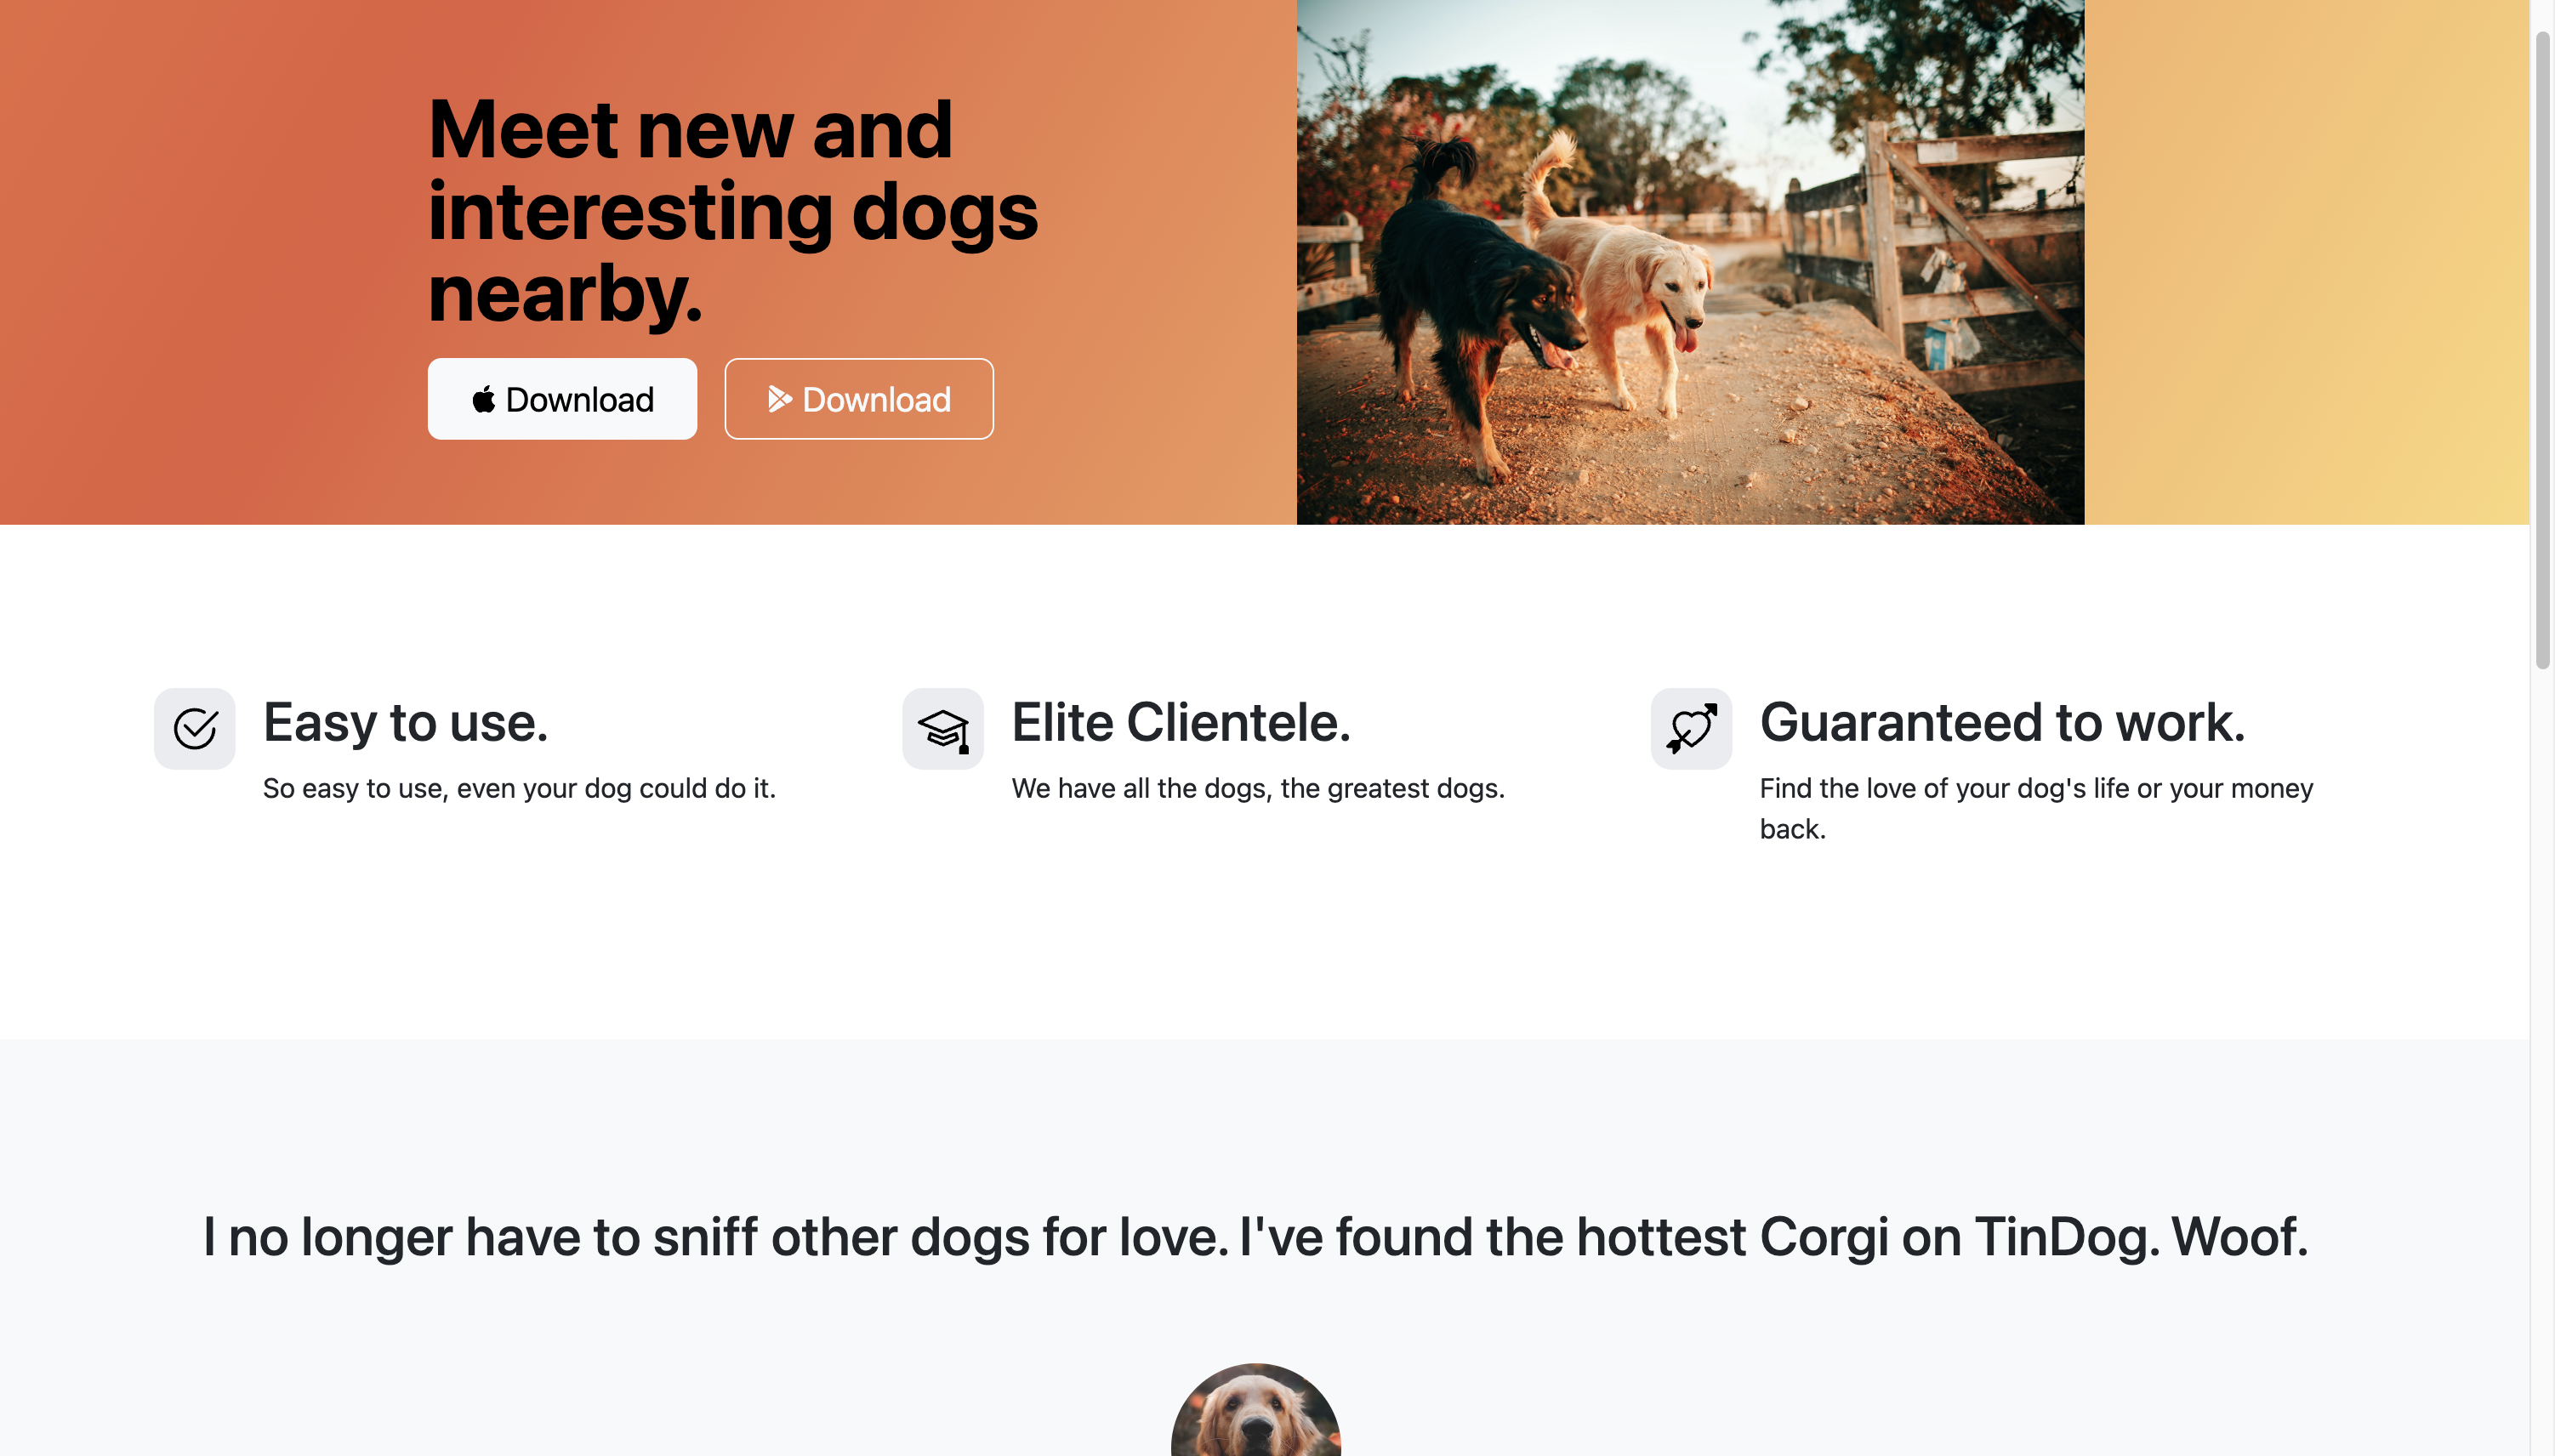 Meet new and
interesting dogs
nearby.
Download
Download
Easy to use.
So easy to use, even your dog could do it.
Elite Clientele.
We have all the dogs, the greatest dogs.
Guaranteed to work.
Find the love of your dog's life or your money
back.
I no longer have to sniff other dogs for love. I've found the hottest Corgi on TinDog. Woof.